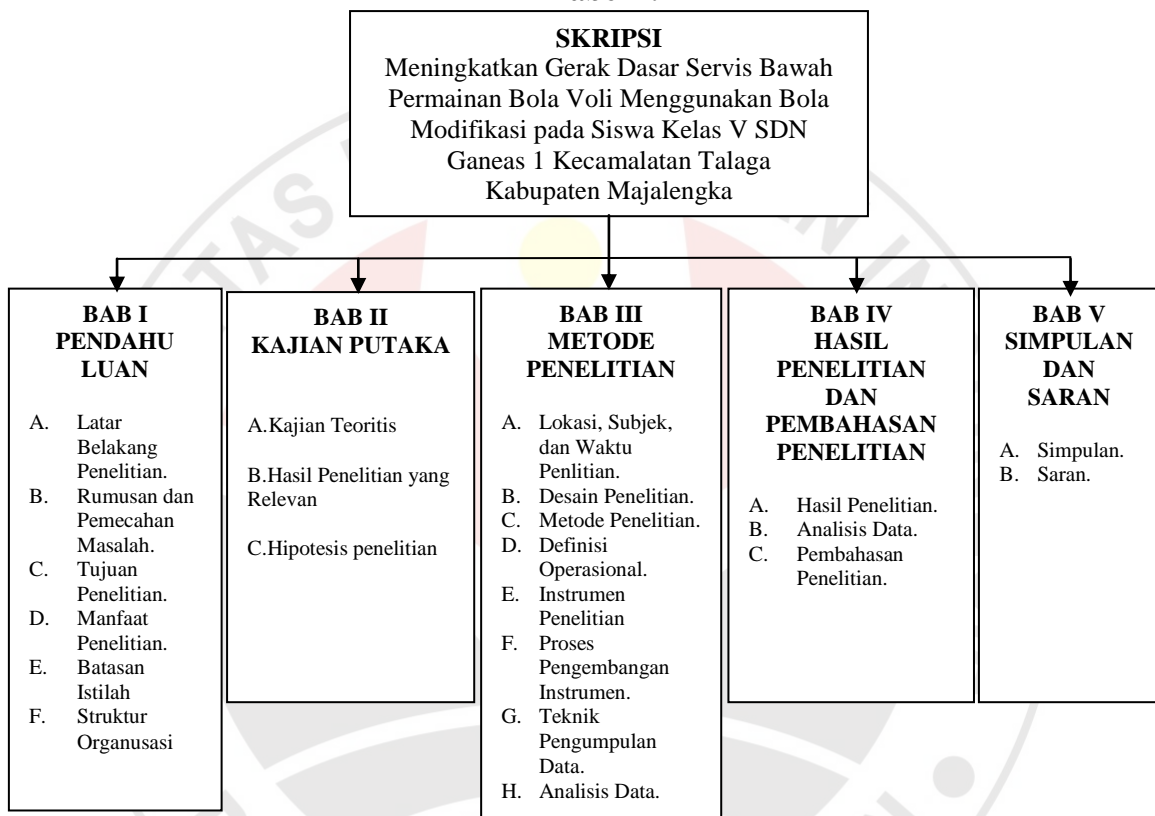 SKRIPSI
Meningkatkan Gerak Dasar Servis Bawah
Permainan Bola Voli Menggunakan Bola
Modifikasi pada Siswa Kelas V SDN
Ganeas 1 Kecamalatan Talaga
Kabupaten Majalengka
BAB I
PENDAHU
LUAN
A. Latar
Belakang
Penelitian.
B. Rumusan dan
Pemecahan
Masalah.
C. Tujuan
Penelitian.
D. Manfaat
Penelitian.
E. Batasan
Istilah
F. Struktur
Organusasi
BAB II
KAJIAN PUTAKA
A.Kajian Teoritis
B.Hasil Penelitian yang
Relevan
C.Hipotesis penelitian
BAB III
METODE
PENELITIAN
A. Lokasi, Subjek,
dan Waktu
Penlitian.
B. Desain Penelitian.
C. Metode Penelitian.
D. Definisi
Operasional.
E. Instrumen
Penelitian
F. Proses
Pengembangan
Instrumen.
G. Teknik
Pengumpulan
Data.
H. Analisis Data.
BAB IV
HASIL
PENELITIAN
DAN
PEMBAHASAN
PENELITIAN
A. Hasil Penelitian.
B. Analisis Data.
C. Pembahasan
Penelitian.
BAB V
SIMPULAN
DAN
SARAN
A. Simpulan.
B. Saran.